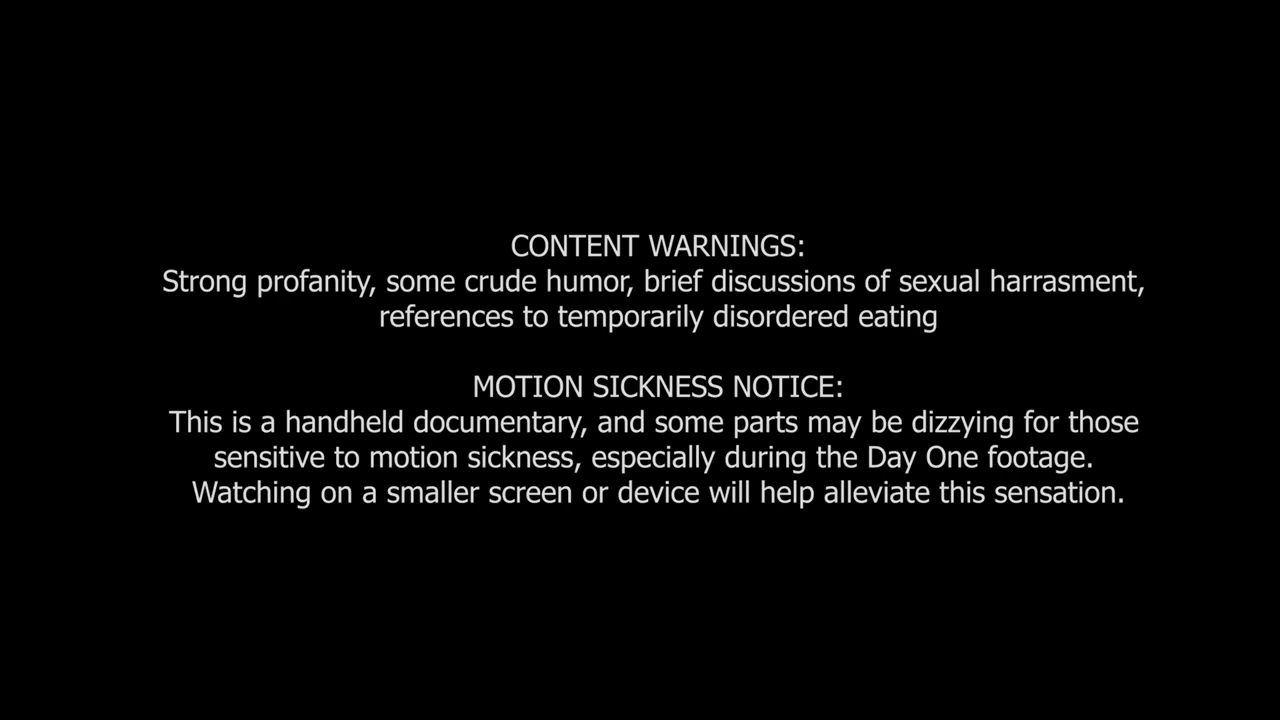 CONTENT WARNINGS:
Strong profanity, some crude humor, brief discussions of sexual harrasment,
references to temporarily disordered eating
MOTION SICKNESS NOTICE:
This is a handheld documentary, and some parts may be dizzying for those
sensitive to motion sickness, especially during the Day One footage.
Watching on a smaller screen or device will help alleviate this sensation.